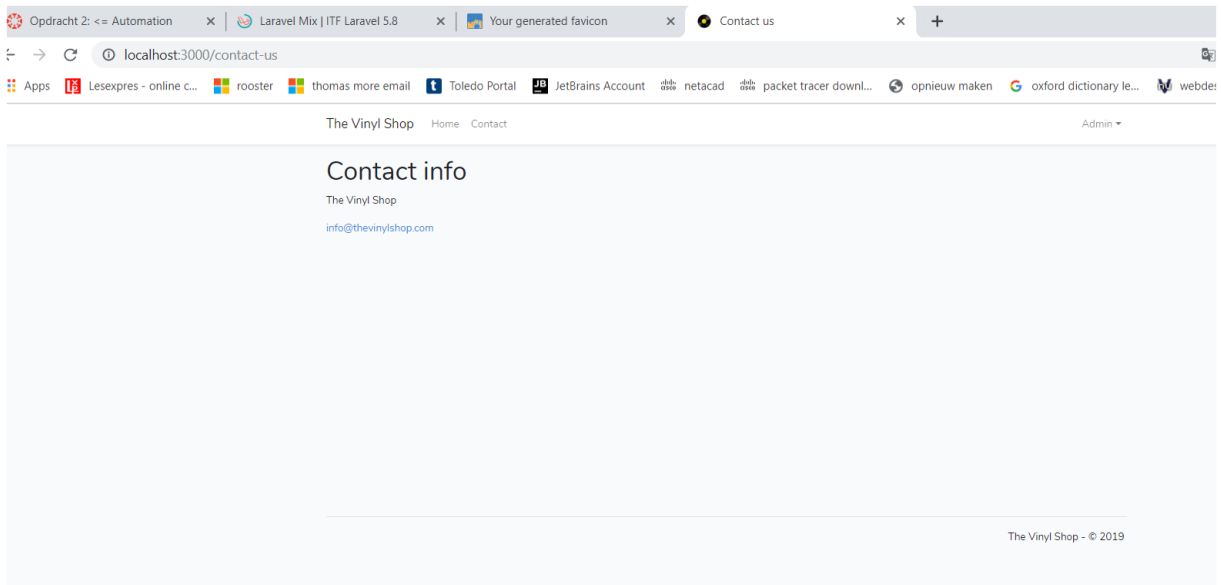 Opdracht 2: <= Automation Laravel Mix | ITF Laravel 5.8 Your generated favicon Contact us
localhost:3000/contact-us
Apps Lesexpres - online c... rooster thomas more email Toledo Portal JetBrains Account netacad packet tracer downl... opnieuw maken oxford dictionary le... webdes
The Vinyl Shop Home Contact Admin
Contact info
The Vinyl Shop
info@thevinylshop.com
The Vinyl Shop - © 2019